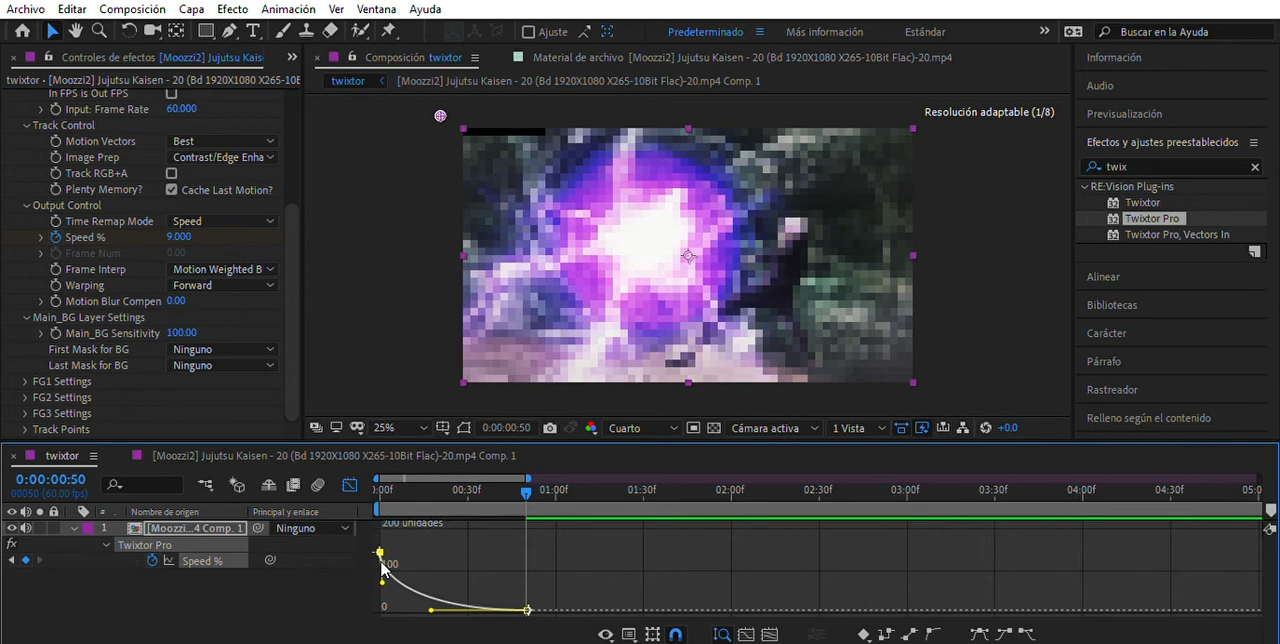 Archivo Edición Composición Capa Efecto Animación Ver Ventana Ayuda
Ajuste Predeterminado Más información Estándar Buscar en la Ayuda
Controles de efectos [Moozzi2] Jujutsu Kais
twixtor • [Moozzi2] Jujutsu Kaisen - 20 (Bd 1920X1080 X265-10B
In FPS is Out FPS
Input: Frame Rate 60.000
Track Control
Motion Vectors Best
Image Prep Contrast/Edge Enha
Track RGB+A
Plenty Memory? Cache Last Motion?
Output Control
Time Remap Mode Speed
Speed % 9.000
Frame Num 0.00
Frame Interp Motion Weighted B
Warping Forward
Motion Blur Compen 0.00
Main_BG Layer Settings
Main_BG Sensitivity 100.00
First Mask for BG Ninguno
Last Mask for BG Ninguno
FG1 Settings
FG2 Settings
FG3 Settings
Track Points
Composición twixtor Material de archivo [Moozzi2] Jujutsu Kaisen - 20 (Bd 1920X1080 X265-10Bit Flac)-20.mp4
twixtor [Moozzi2] Jujutsu Kaisen - 20 (Bd 1920X1080 X265-10Bit Flac)-20.mp4 Comp. 1
Resolución adaptable (1/8)
25% 0:00:00:50 Cuarto Cámara activa 1 Vista +0.0
Información
Audio
Previsualización
Efectos y ajustes preestablecidos
twix
RE:Vision Plug-ins
32 Twixtor
32 Twixtor Pro
32 Twixtor Pro, Vectors In
Alinear
Bibliotecas
Carácter
Párrafo
Rastreador
Relleno según el contenido
twixtor [Moozzi2] Jujutsu Kaisen - 20 (Bd 1920X1080 X265-10Bit Flac)-20.mp4 Comp. 1
0:00:00:50
00050 (60.00 fps)
:00f 00:30f 01:00f 01:30f 02:00f 02:30f 03:00f 03:30f 04:00f 04:30f 05:0
# Nombre de origen Principal y enlace
1 [Moozzi...4 Comp. 1] Ninguno
fx Twixtor Pro
Speed %
200 unidades
100
0